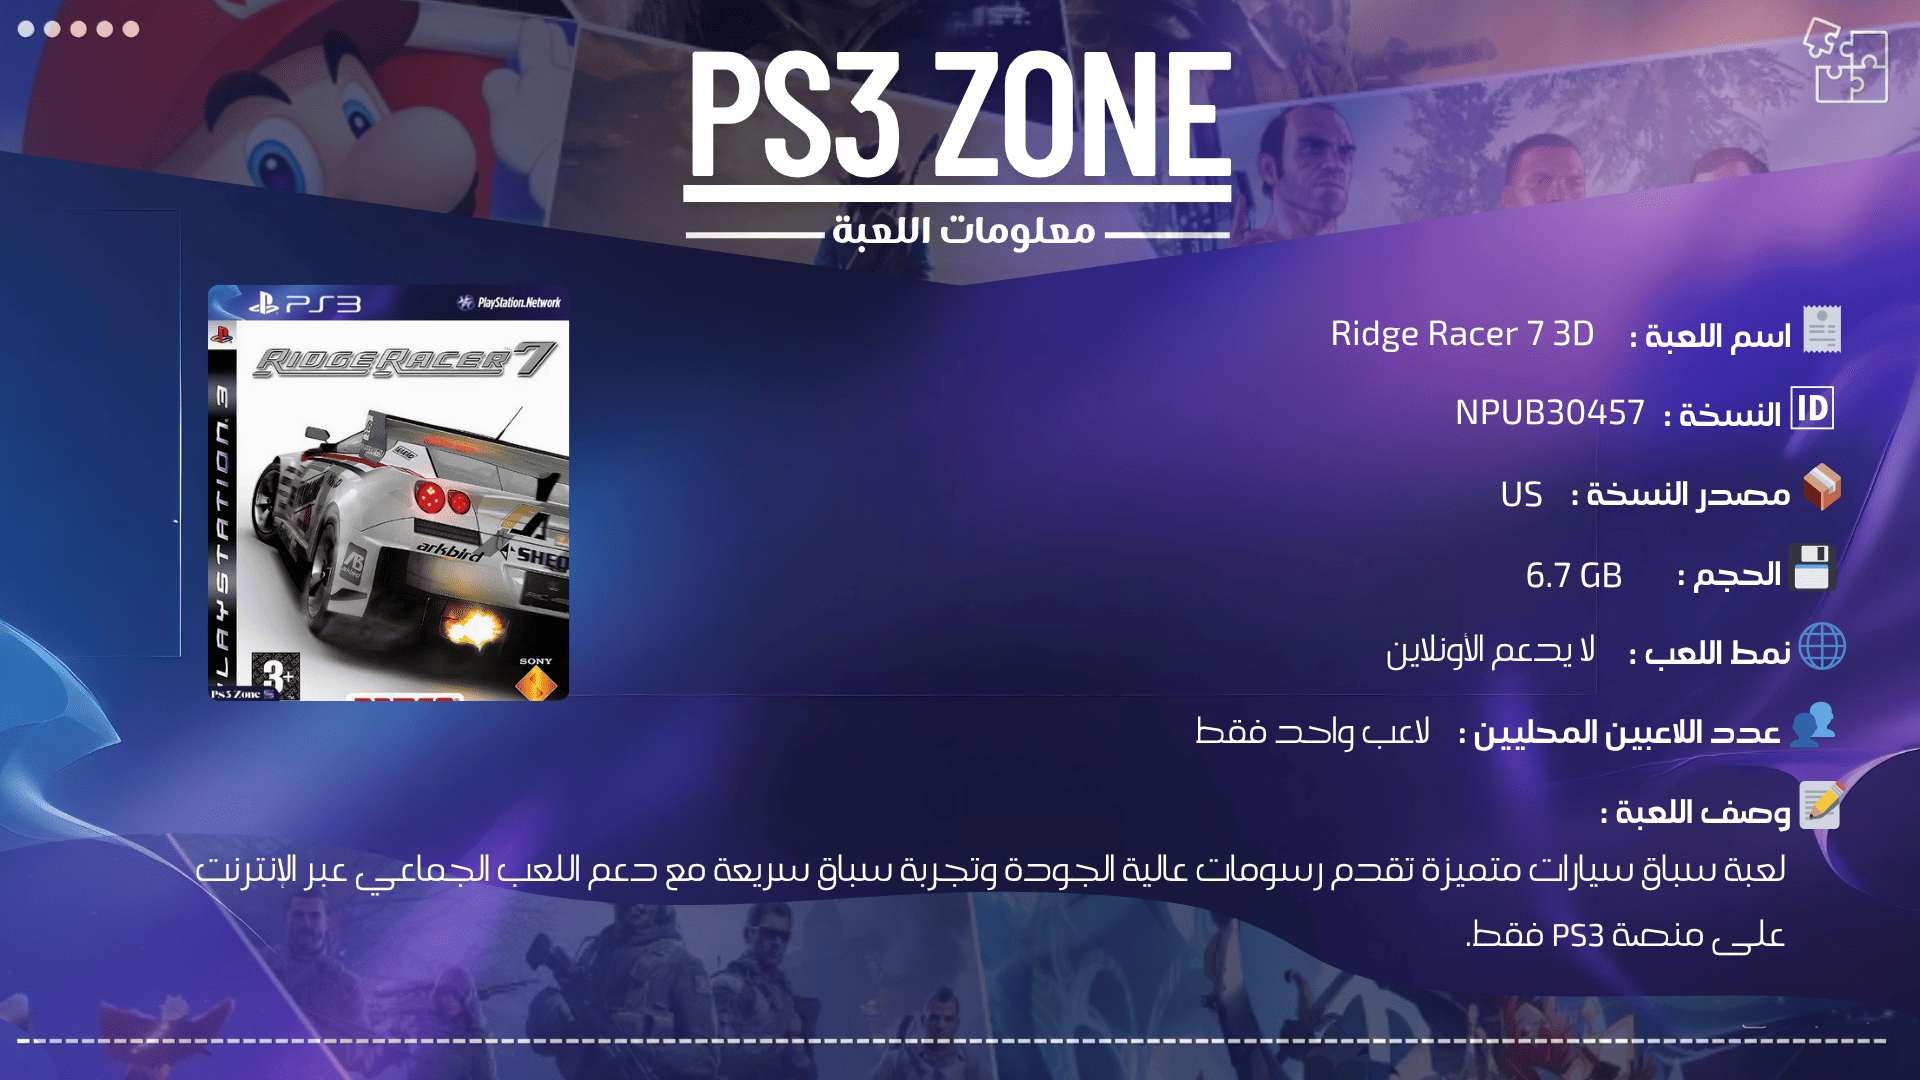 PS3 ZONE
معلومات اللعبة
PS3 PlayStation.Network
RIDGE RACER 7
PLAYSTATION 3
arkbird
SONY
3+
Ps3 Zone
اسم اللعبة : Ridge Racer 7 3D
ID النسخة : NPUB30457
مصدر النسخة : US
الحجم : 6.7 GB
نمط اللعب : لا يدعم الأونلاين
عدد اللاعبين المحليين : لاعب واحد فقط
وصف اللعبة :
لعبة سباق سيارات متميزة تقدم رسومات عالية الجودة وتجربة سباق سريعة مع دعم اللعب الجماعي عبر الإنترنت
على منصة PS3 فقط.